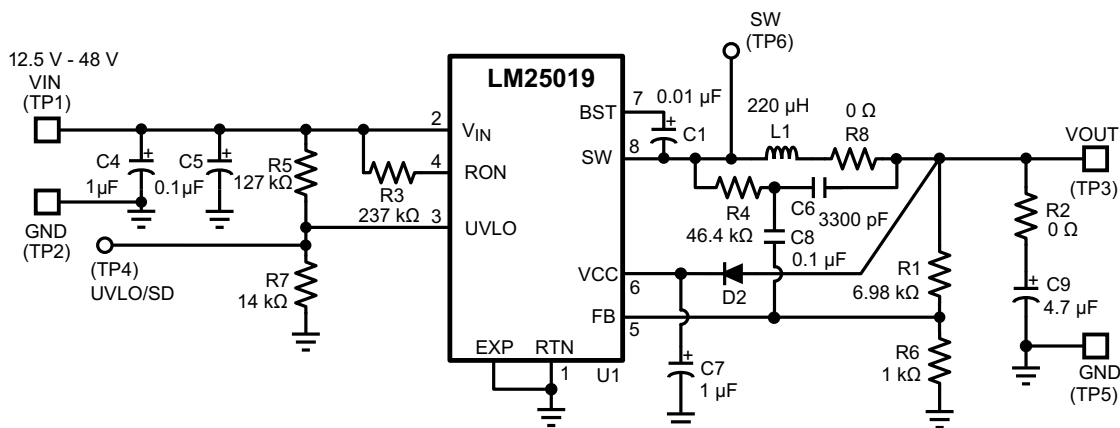 SW
(TP6)
12.5 V - 48 V
VIN
(TP1)
LM25019
7
0.01 µF
220 µH
0 Ω
BST
C1
L1
R8
VOUT
2
VIN
SW
8
(TP3)
C4
C5
R5
4
RON
R4
C6
R2
1µF
0.1µF
127 kΩ
R3
3300 pF
0 Ω
237 kΩ
3
UVLO
46.4 kΩ
C8
GND
(TP2)
0.1 µF
(TP4)
UVLO/SD
R7
14 kΩ
VCC
6
D2
R1
6.98 kΩ
C9
4.7 µF
FB
5
EXP
RTN
1
U1
C7
1 µF
R6
1 kΩ
GND
(TP5)
+
+
+
+
+